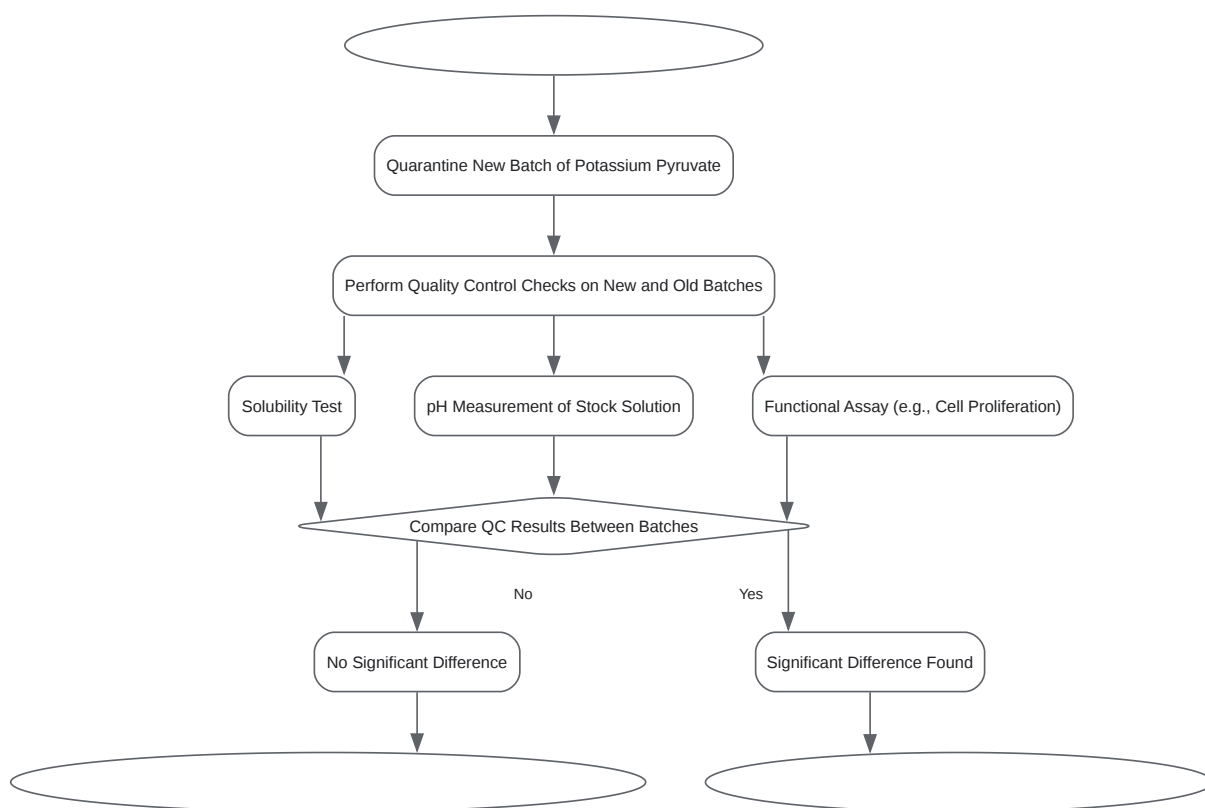 Quarantine New Batch of Potassium Pyruvate
Perform Quality Control Checks on New and Old Batches
Solubility Test
pH Measurement of Stock Solution
Functional Assay (e.g., Cell Proliferation)
Compare QC Results Between Batches
No
Yes
No Significant Difference
Significant Difference Found